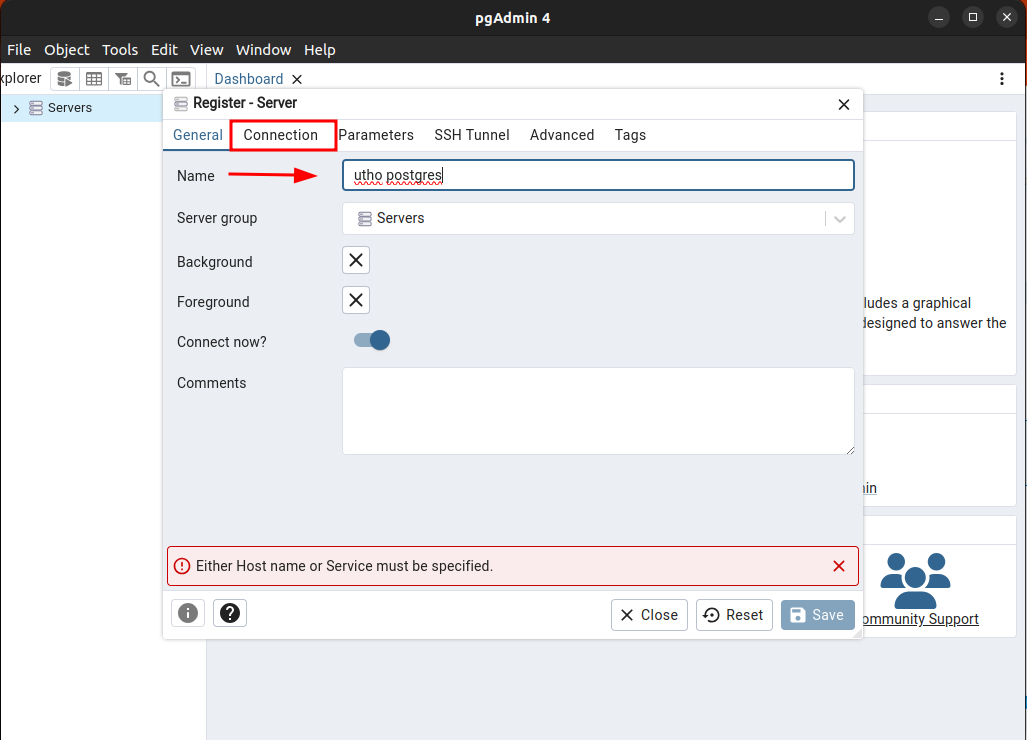 pgAdmin 4
File Object Tools Edit View Window Help
xplorer
Dashboard
Servers
Register - Server
General Connection Parameters SSH Tunnel Advanced Tags
Name utho postgres
Server group Servers
Background
Foreground
Connect now?
Comments
ludes a graphical
designed to answer the
Either Host name or Service must be specified.
Close Reset Save
ommunity Support